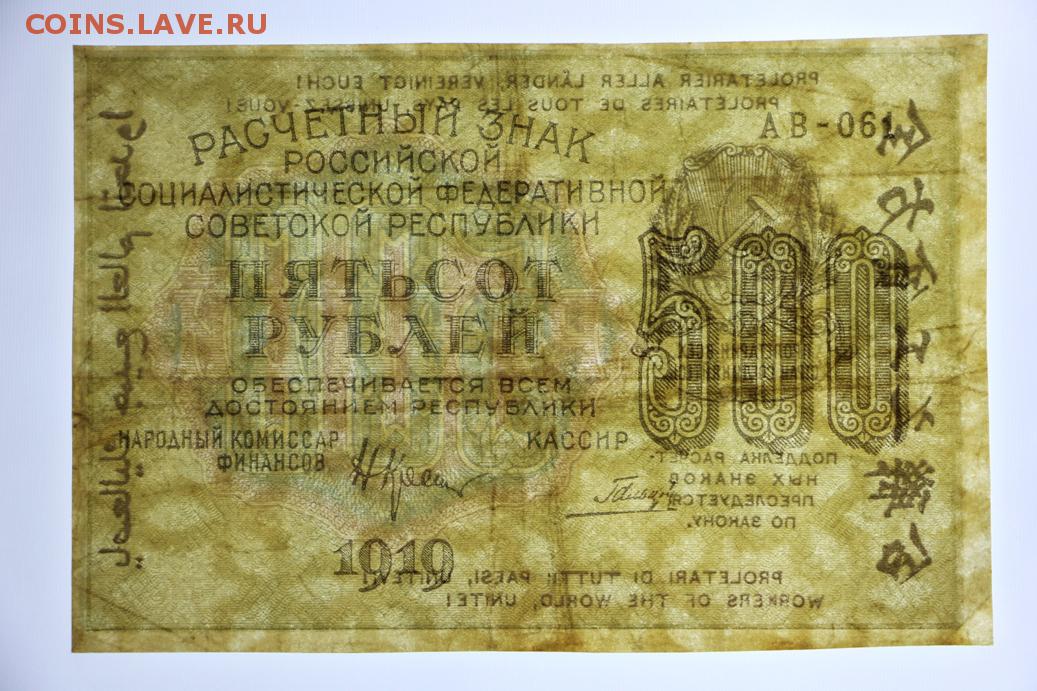 COINS.LAVE.RU
PROLETARIER ALLER LÄNDER, VEREINIGT EUCH!
PROLÉTAIRES DE TOUS LES PAYS, UNISSEZ-VOUS!
АВ-061
РАСЧЕТНЫЙ ЗНАК
РОССИЙСКОЙ
СОЦИАЛИСТИЧЕСКОЙ ФЕДЕРАТИВНОЙ
СОВЕТСКОЙ РЕСПУБЛИКИ
ПЯТЬСОТ
РУБЛЕЙ
500
ОБЕСПЕЧИВАЕТСЯ ВСЕМ
ДОСТОЯНИЕМ РЕСПУБЛИКИ
НАРОДНЫЙ КОМИССАР
ФИНАНСОВ
КАССИР
ПОДДЕЛКА РАСЧЕТ-
НЫХ ЗНАКОВ
ПРЕСЛЕДУЕТСЯ
ПО ЗАКОНУ.
1919
PROLETARI DI TUTTI I PAESI, UNITEVI!
WORKERS OF THE WORLD, UNITE!